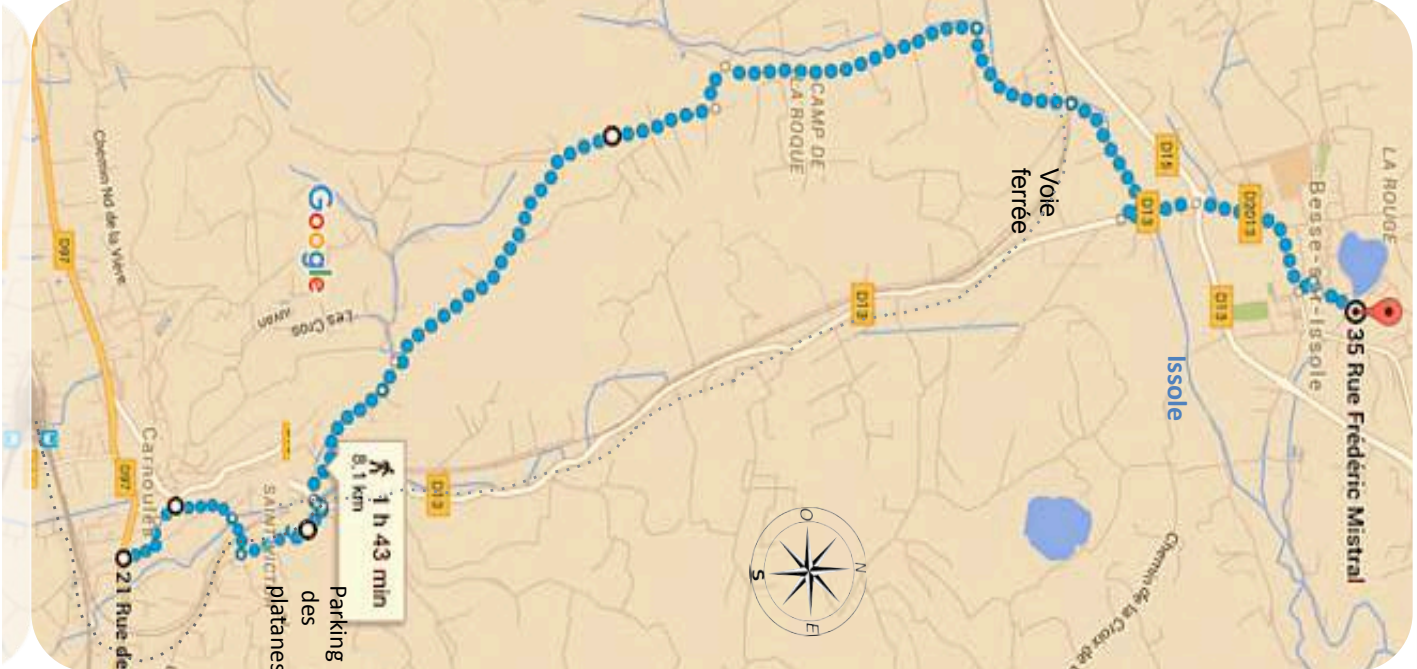 LA ROUGE
35 Rue Frédéric Mistral
Besse-sur-Issole
D2013
D13
D15
D13
Issole
Chemin de la Croix de
Voie
ferrée
D13
CAMP DE
LA ROQUE
N
O
E
S
D13
1 h 43 min
8.1 km
Parking
des
platanes
Google
Les Cros
SAINT VICT
Carnoules
21 Rue de
D97
D97
Chemin Nd de la Vière